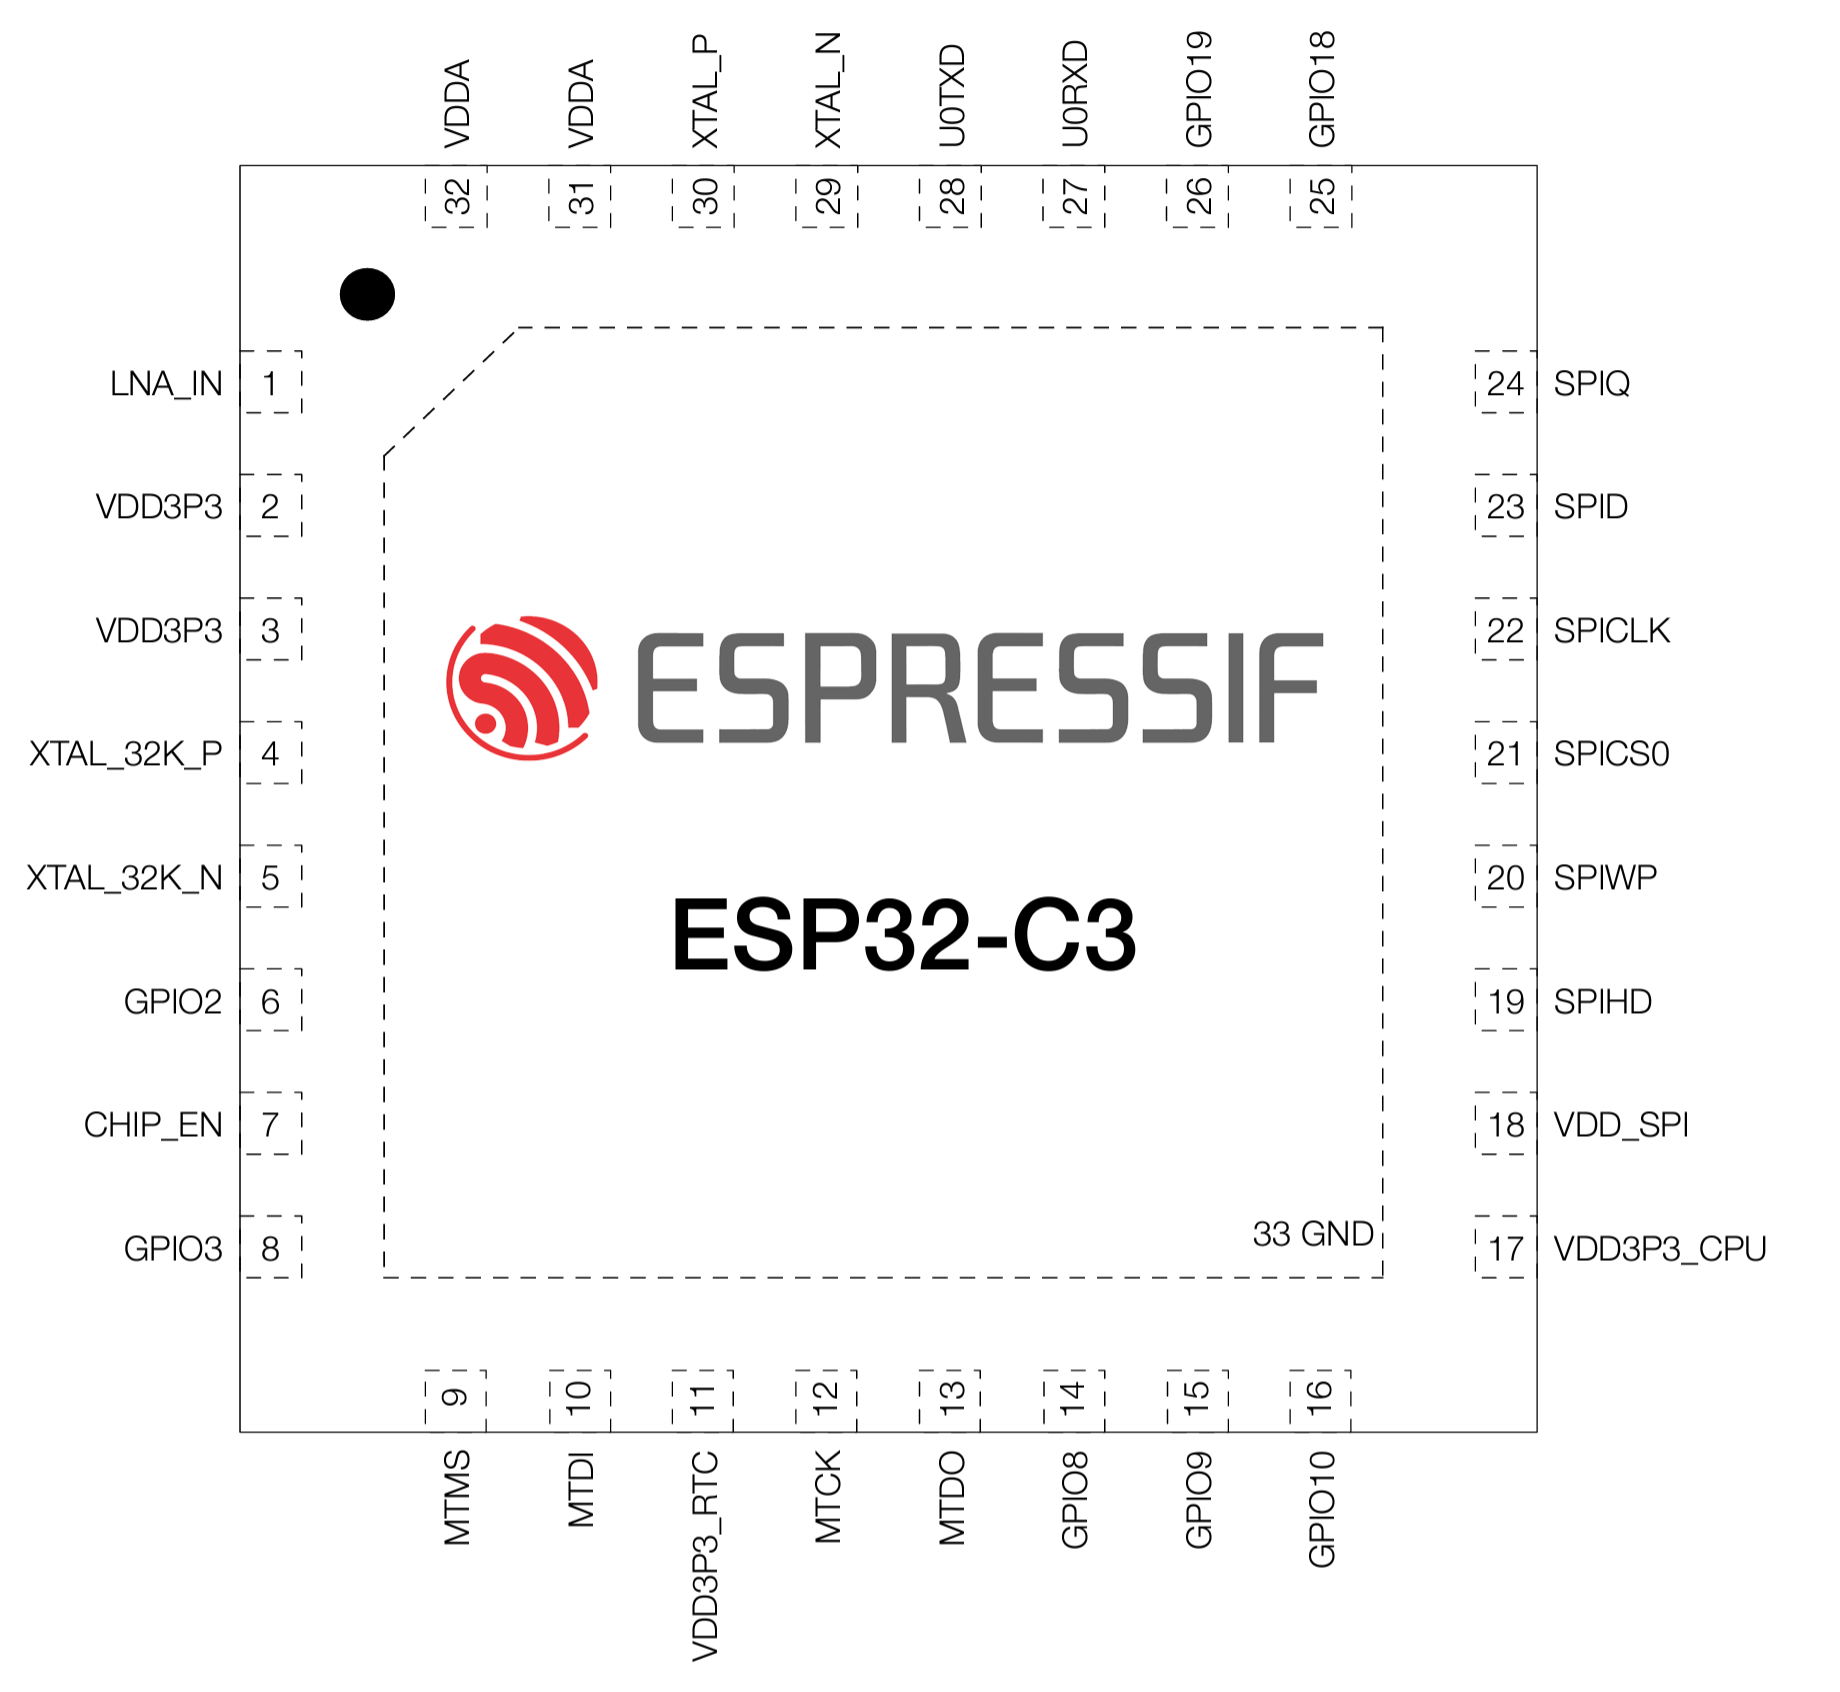 VDDA
VDDA
XTAL_P
XTAL_N
U0TXD
U0RXD
GPIO19
GPIO18
32
31
30
29
28
27
26
25
LNA_IN 1
24 SPIQ
VDD3P3 2
23 SPID
VDD3P3 3
22 SPICLK
ESPRESSIF
XTAL_32K_P 4
21 SPICS0
XTAL_32K_N 5
20 SPIWP
ESP32-C3
GPIO2 6
19 SPIHD
CHIP_EN 7
18 VDD_SPI
33 GND
GPIO3 8
17 VDD3P3_CPU
9
10
11
12
13
14
15
16
MTMS
MTDI
VDD3P3_RTC
MTCK
MTDO
GPIO8
GPIO9
GPIO10